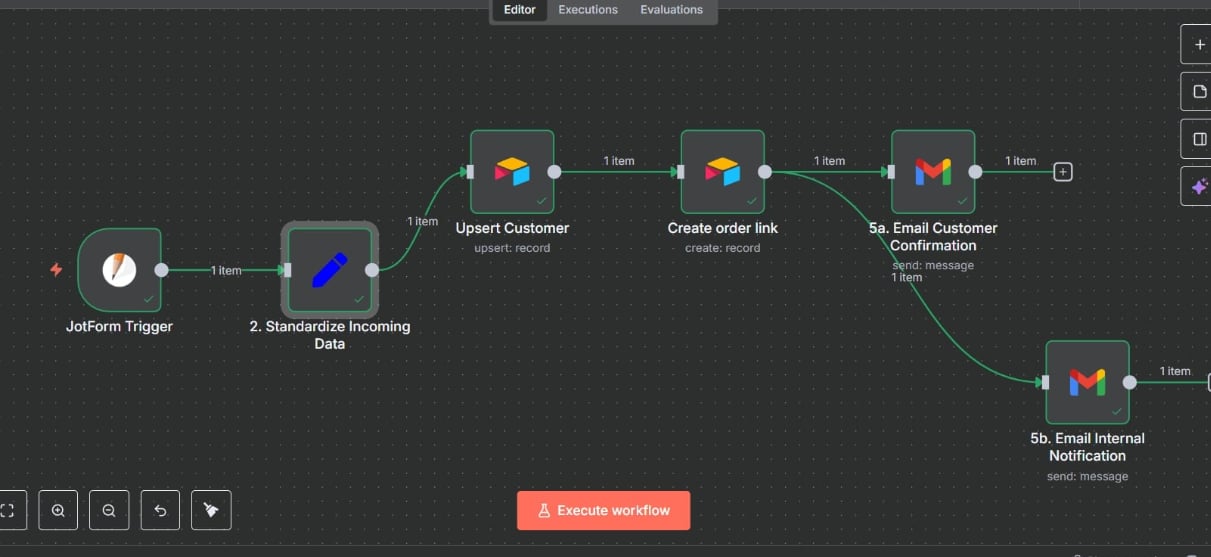 Editor
Executions
Evaluations
1 item
1 item
1 item
1 item
Upsert Customer
upsert: record
Create order link
create: record
5a. Email Customer
Confirmation
send: message
1 item
1 item
JotForm Trigger
2. Standardize Incoming
Data
1 item
5b. Email Internal
Notification
send: message
Execute workflow